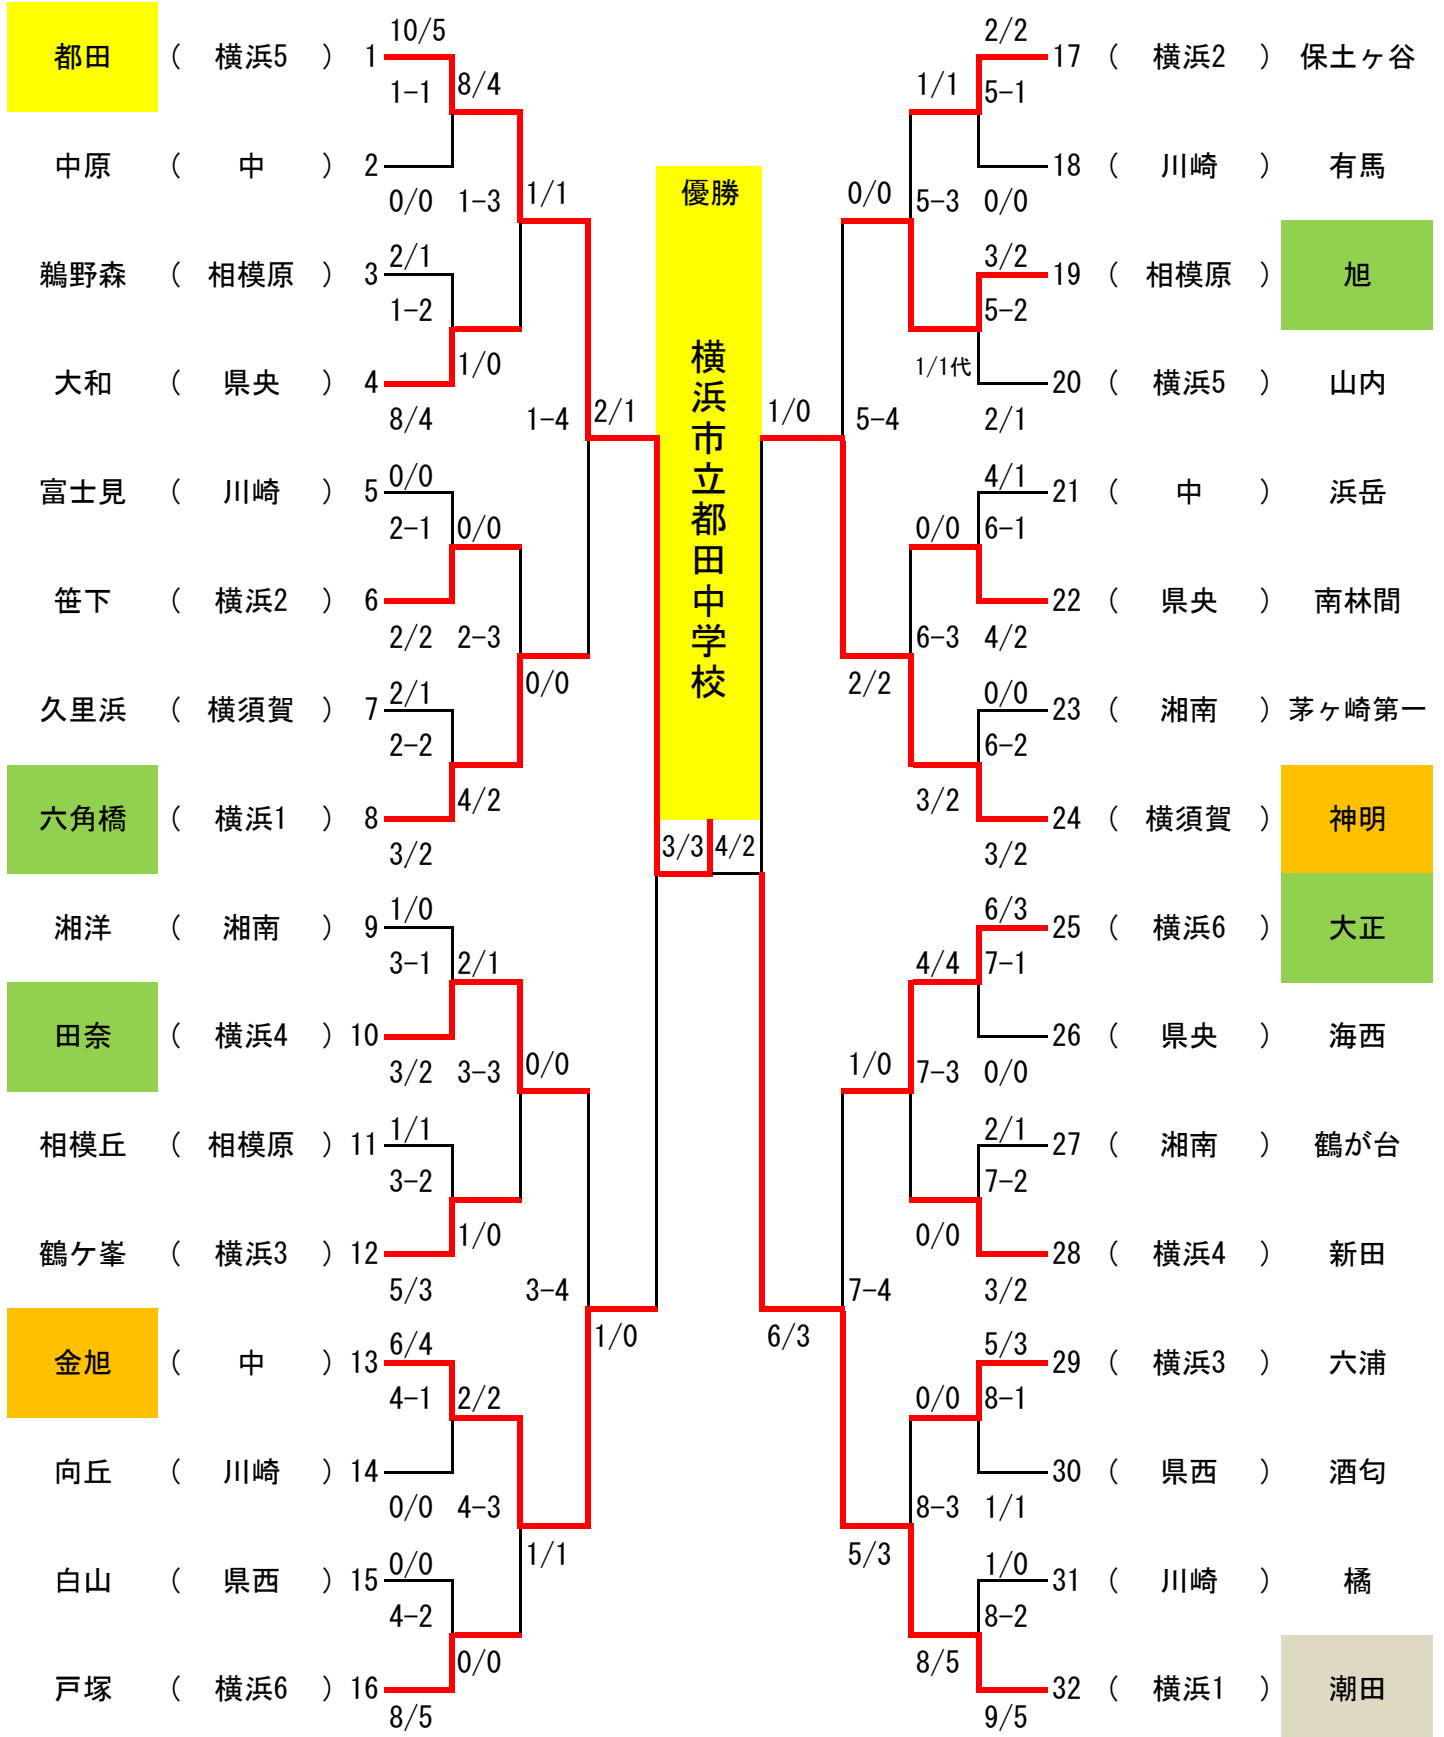 10/5
都田 ( 横浜5 ) 1
1-1 8/4
中原 ( 中 ) 2
0/0 1-3 1/1
2/1
鵜野森 ( 相模原 ) 3
1-2
1/0
大和 ( 県央 ) 4
8/4 1-4 2/1
0/0
富士見 ( 川崎 ) 5
2-1 0/0
笹下 ( 横浜2 ) 6
2/2 2-3
0/0
2/1
久里浜 ( 横須賀 ) 7
2-2
4/2
六角橋 ( 横浜1 ) 8
3/2
1/0
湘洋 ( 湘南 ) 9
3-1 2/1
田奈 ( 横浜4 ) 10
3/2 3-3 0/0
1/1
相模丘 ( 相模原 ) 11
3-2
1/0
鶴ケ峯 ( 横浜3 ) 12
5/3 3-4
1/0
6/4
金旭 ( 中 ) 13
4-1 2/2
向丘 ( 川崎 ) 14
0/0 4-3
1/1
0/0
白山 ( 県西 ) 15
4-2
0/0
戸塚 ( 横浜6 ) 16
8/5
優勝
横浜市立都田中学校
3/3 4/2
2/2
17 ( 横浜2 ) 保土ヶ谷
1/1 5-1
18 ( 川崎 ) 有馬
0/0 5-3 0/0
3/2
19 ( 相模原 ) 旭
5-2
1/1代
20 ( 横浜5 ) 山内
1/0 5-4 2/1
4/1
21 ( 中 ) 浜岳
0/0 6-1
22 ( 県央 ) 南林間
6-3 4/2
2/2
0/0
23 ( 湘南 ) 茅ヶ崎第一
6-2
3/2
24 ( 横須賀 ) 神明
3/2
6/3
25 ( 横浜6 ) 大正
4/4 7-1
26 ( 県央 ) 海西
1/0 7-3 0/0
2/1
27 ( 湘南 ) 鶴が台
7-2
0/0
28 ( 横浜4 ) 新田
7-4 3/2
6/3
5/3
29 ( 横浜3 ) 六浦
0/0 8-1
30 ( 県西 ) 酒匂
8-3 1/1
5/3
1/0
31 ( 川崎 ) 橘
8-2
8/5
32 ( 横浜1 ) 潮田
9/5